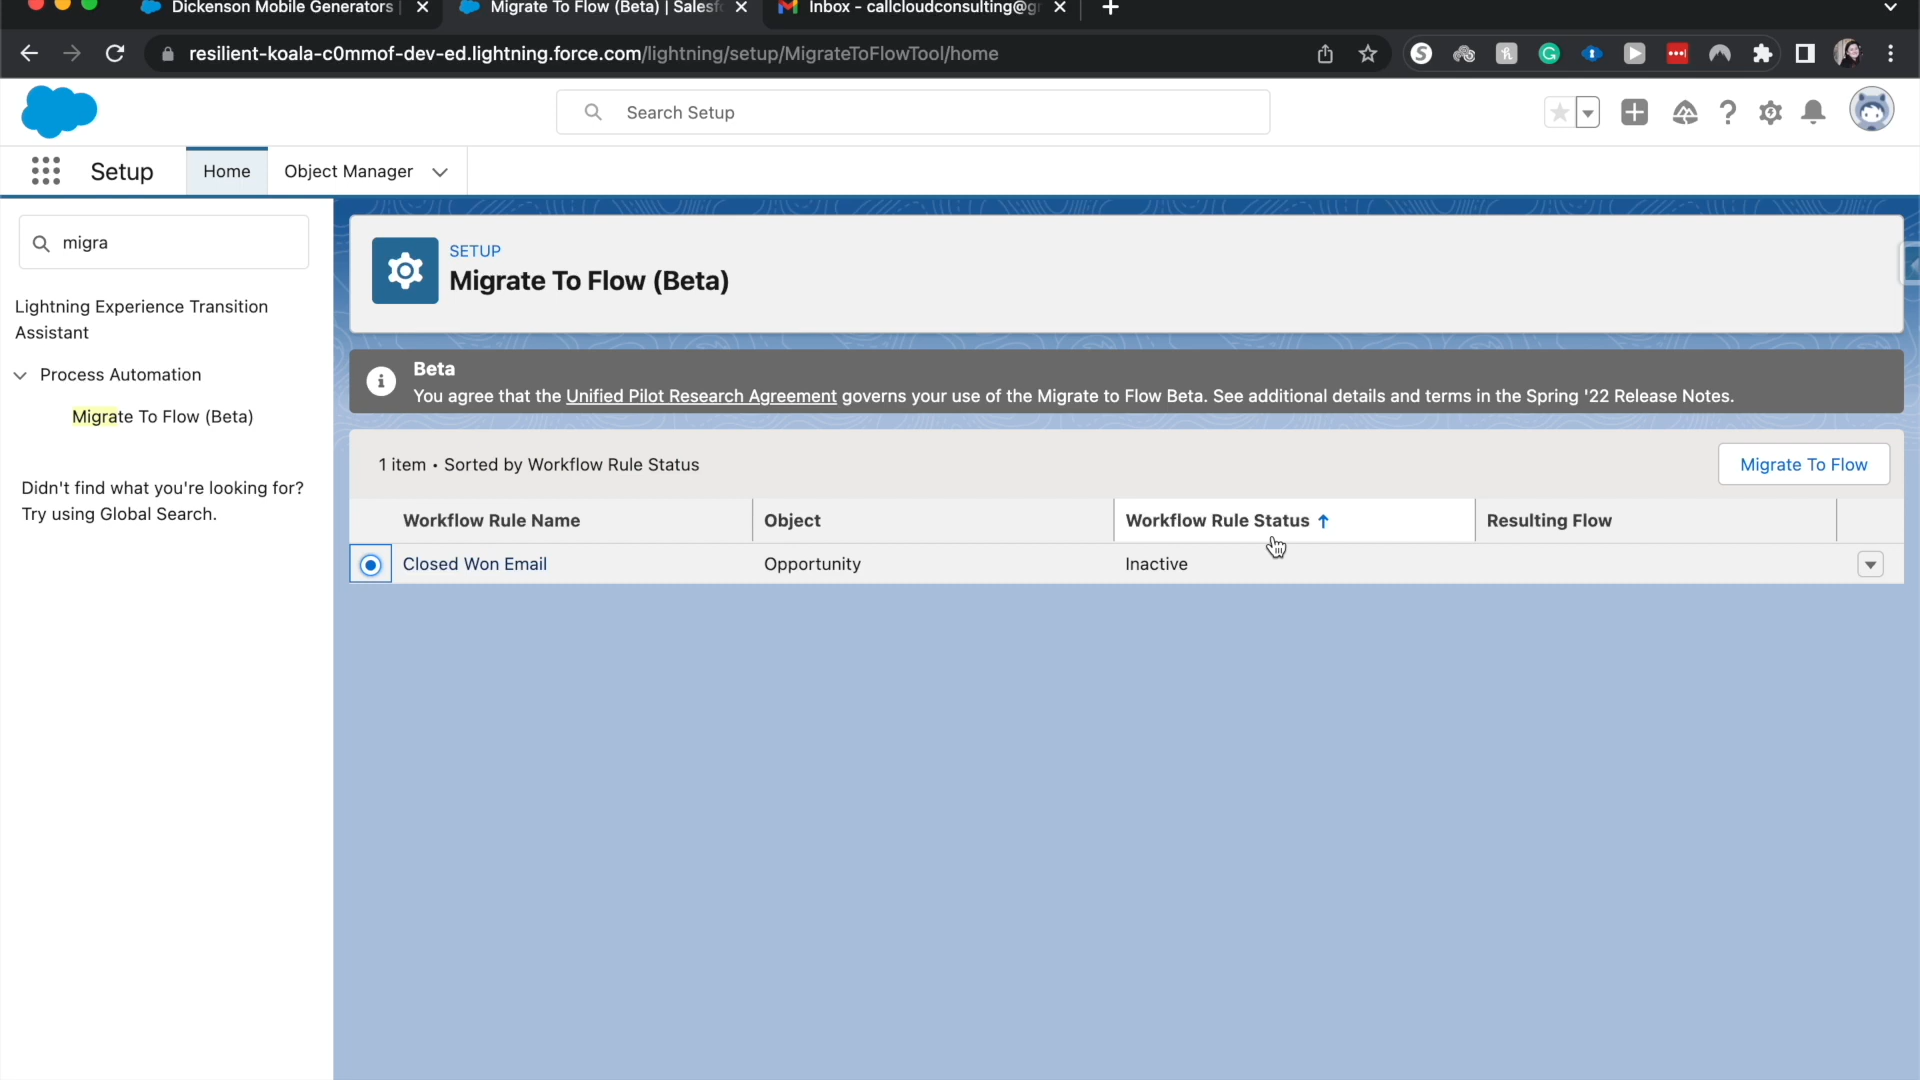 Dickenson Mobile Generators
Migrate To Flow (Beta) | Salesf
Inbox - callcloudconsulting@g
resilient-koala-c0mmof-dev-ed.lightning.force.com/lightning/setup/MigrateToFlowTool/home
Search Setup
Setup
Home
Object Manager
migra
Lightning Experience Transition
Assistant
Process Automation
Migrate To Flow (Beta)
Didn't find what you're looking for?
Try using Global Search.
SETUP
Migrate To Flow (Beta)
Beta
You agree that the Unified Pilot Research Agreement governs your use of the Migrate to Flow Beta. See additional details and terms in the Spring '22 Release Notes.
1 item • Sorted by Workflow Rule Status
Migrate To Flow
Workflow Rule Name Object Workflow Rule Status Resulting Flow
Closed Won Email Opportunity Inactive